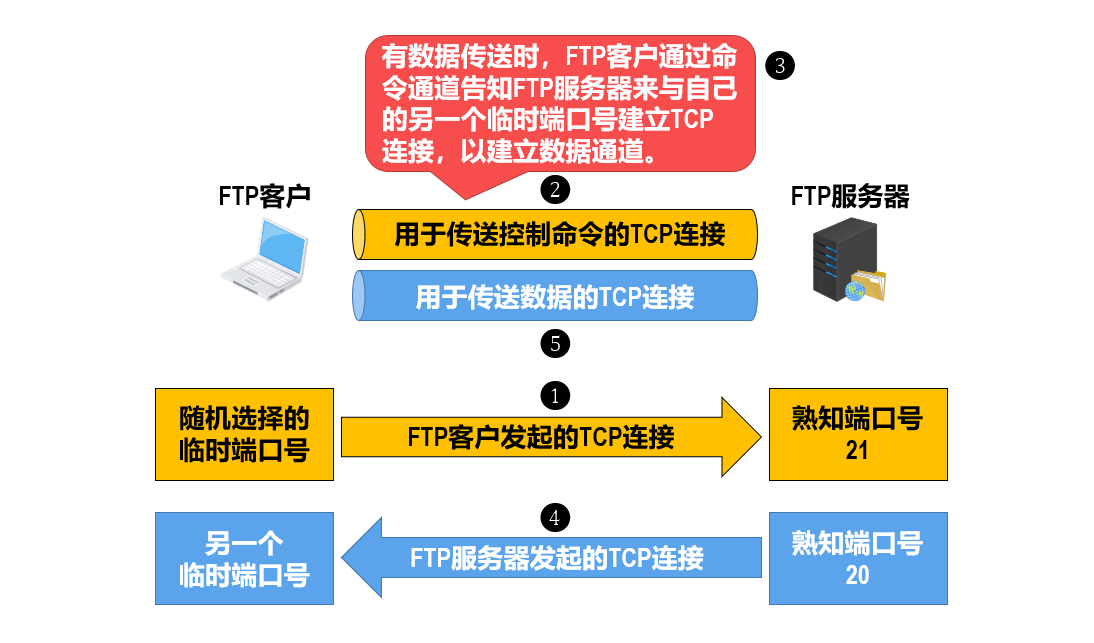 有数据传送时，FTP客户通过命
令通道告知FTP服务器来与自己
的另一个临时端口号建立TCP
连接，以建立数据通道。
❸
❷
FTP客户
FTP服务器
用于传送控制命令的TCP连接
用于传送数据的TCP连接
❺
❶
随机选择的
临时端口号
FTP客户发起的TCP连接
熟知端口号
21
❹
另一个
临时端口号
FTP服务器发起的TCP连接
熟知端口号
20